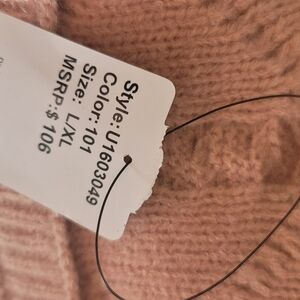 Style: U1603049
Color: 101
Size: L/XL
MSRP: $ 106